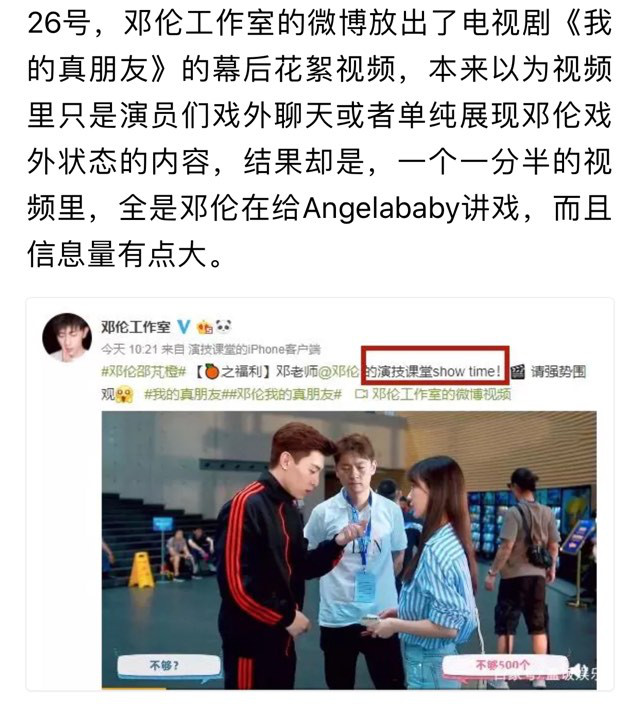 26号，邓伦工作室的微博放出了电视剧《我
的真朋友》的幕后花絮视频，本来以为视频
里只是演员们戏外聊天或者单纯展现邓伦戏
外状态的内容，结果却是，一个一分半的视
频里，全是邓伦在给Angelababy讲戏，而且
信息量有点大。
邓伦工作室
今天 10:21 来自 演技课堂的iPhone客户端
#邓伦邵芃橙# 【🍊之福利】邓老师@邓伦 的演技课堂show time！🎬 请强势围
观😲 #我的真朋友##邓伦我的真朋友# 邓伦工作室的微博视频
不够？
不够500个